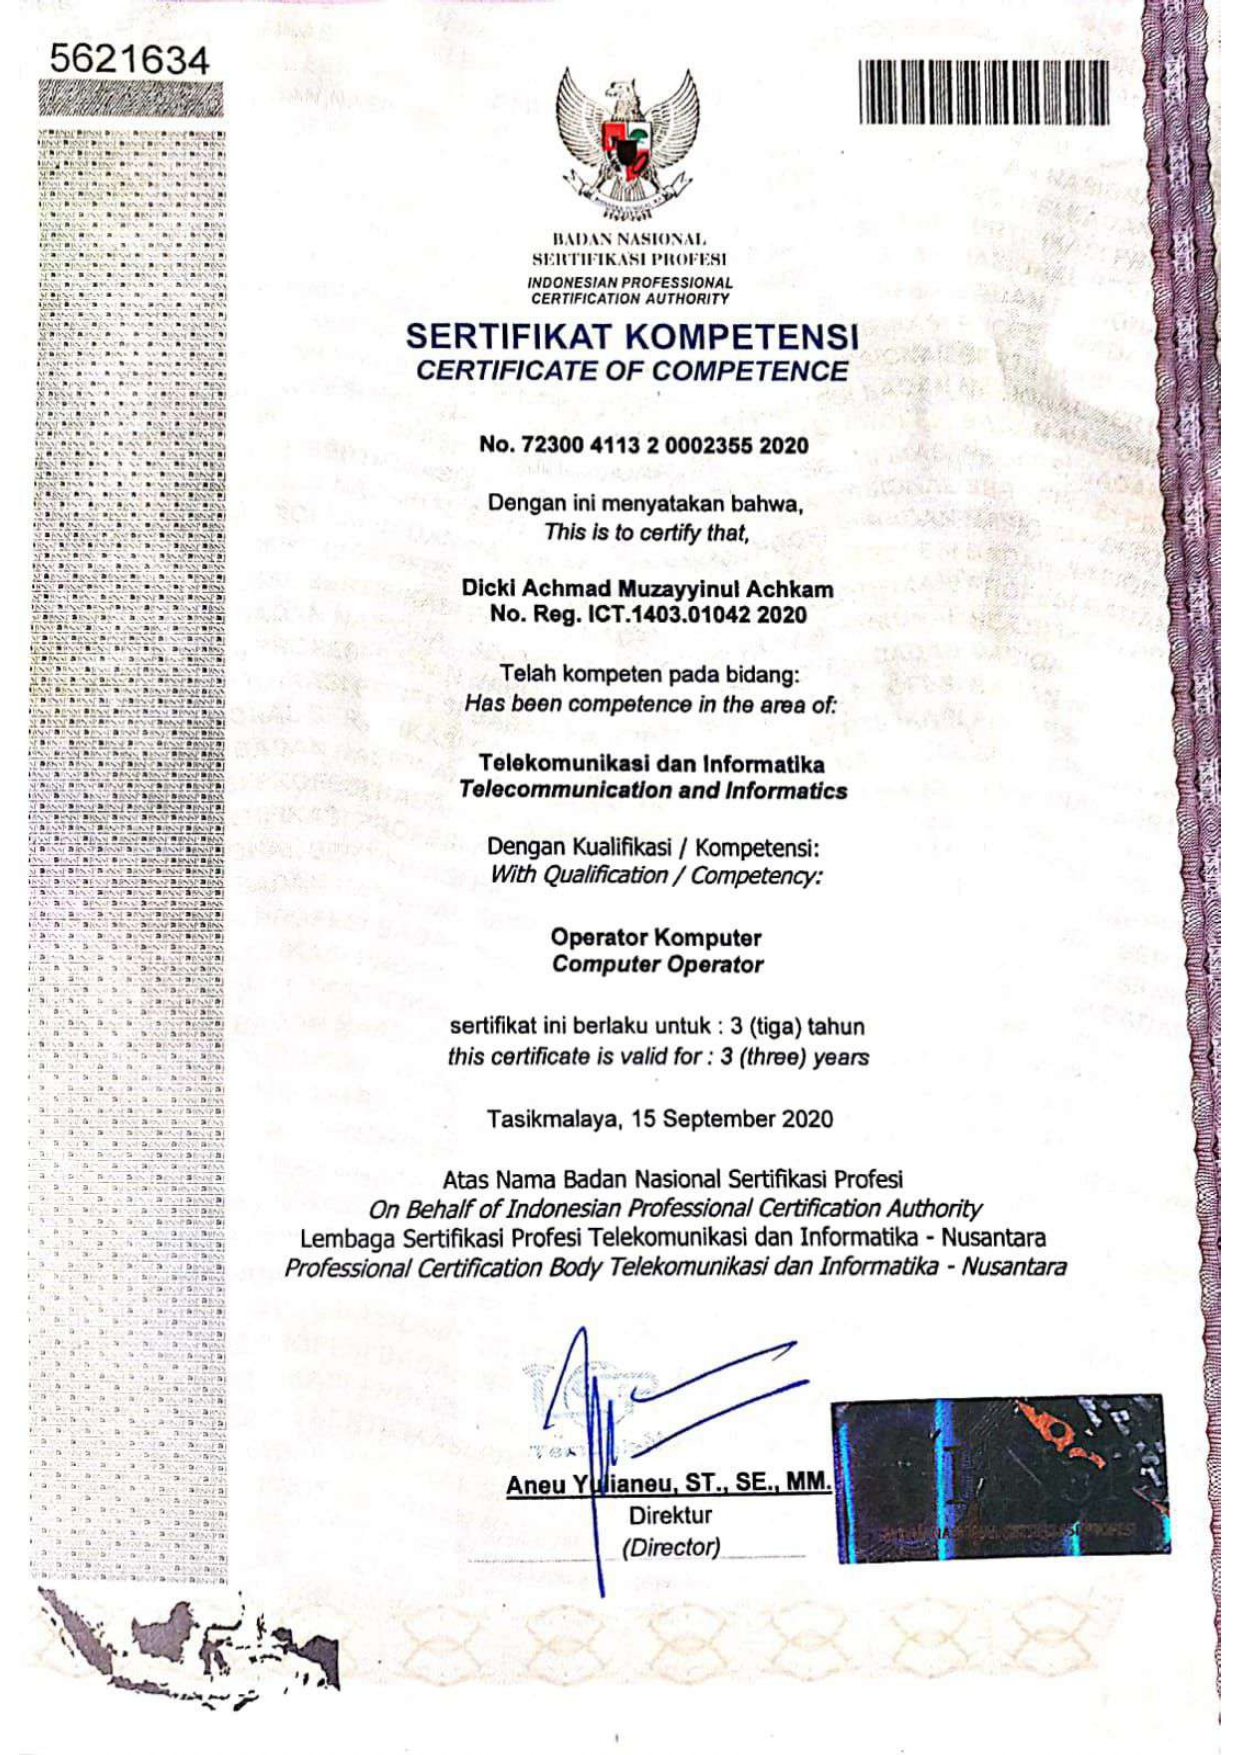 5621634
BADAN NASIONAL
SERTIFIKASI PROFESI
INDONESIAN PROFESSIONAL
CERTIFICATION AUTHORITY
SERTIFIKAT KOMPETENSI
CERTIFICATE OF COMPETENCE
No. 72300 4113 2 0002355 2020
Dengan ini menyatakan bahwa,
This is to certify that,
Dicki Achmad Muzayyinul Achkam
No. Reg. ICT.1403.01042 2020
Telah kompeten pada bidang:
Has been competence in the area of:
Telekomunikasi dan Informatika
Telecommunication and Informatics
Dengan Kualifikasi / Kompetensi:
With Qualification / Competency:
Operator Komputer
Computer Operator
sertifikat ini berlaku untuk : 3 (tiga) tahun
this certificate is valid for : 3 (three) years
Tasikmalaya, 15 September 2020
Atas Nama Badan Nasional Sertifikasi Profesi
On Behalf of Indonesian Professional Certification Authority
Lembaga Sertifikasi Profesi Telekomunikasi dan Informatika - Nusantara
Professional Certification Body Telekomunikasi dan Informatika - Nusantara
Aneu Yulianeu, ST., SE., MM.
Direktur
(Director)